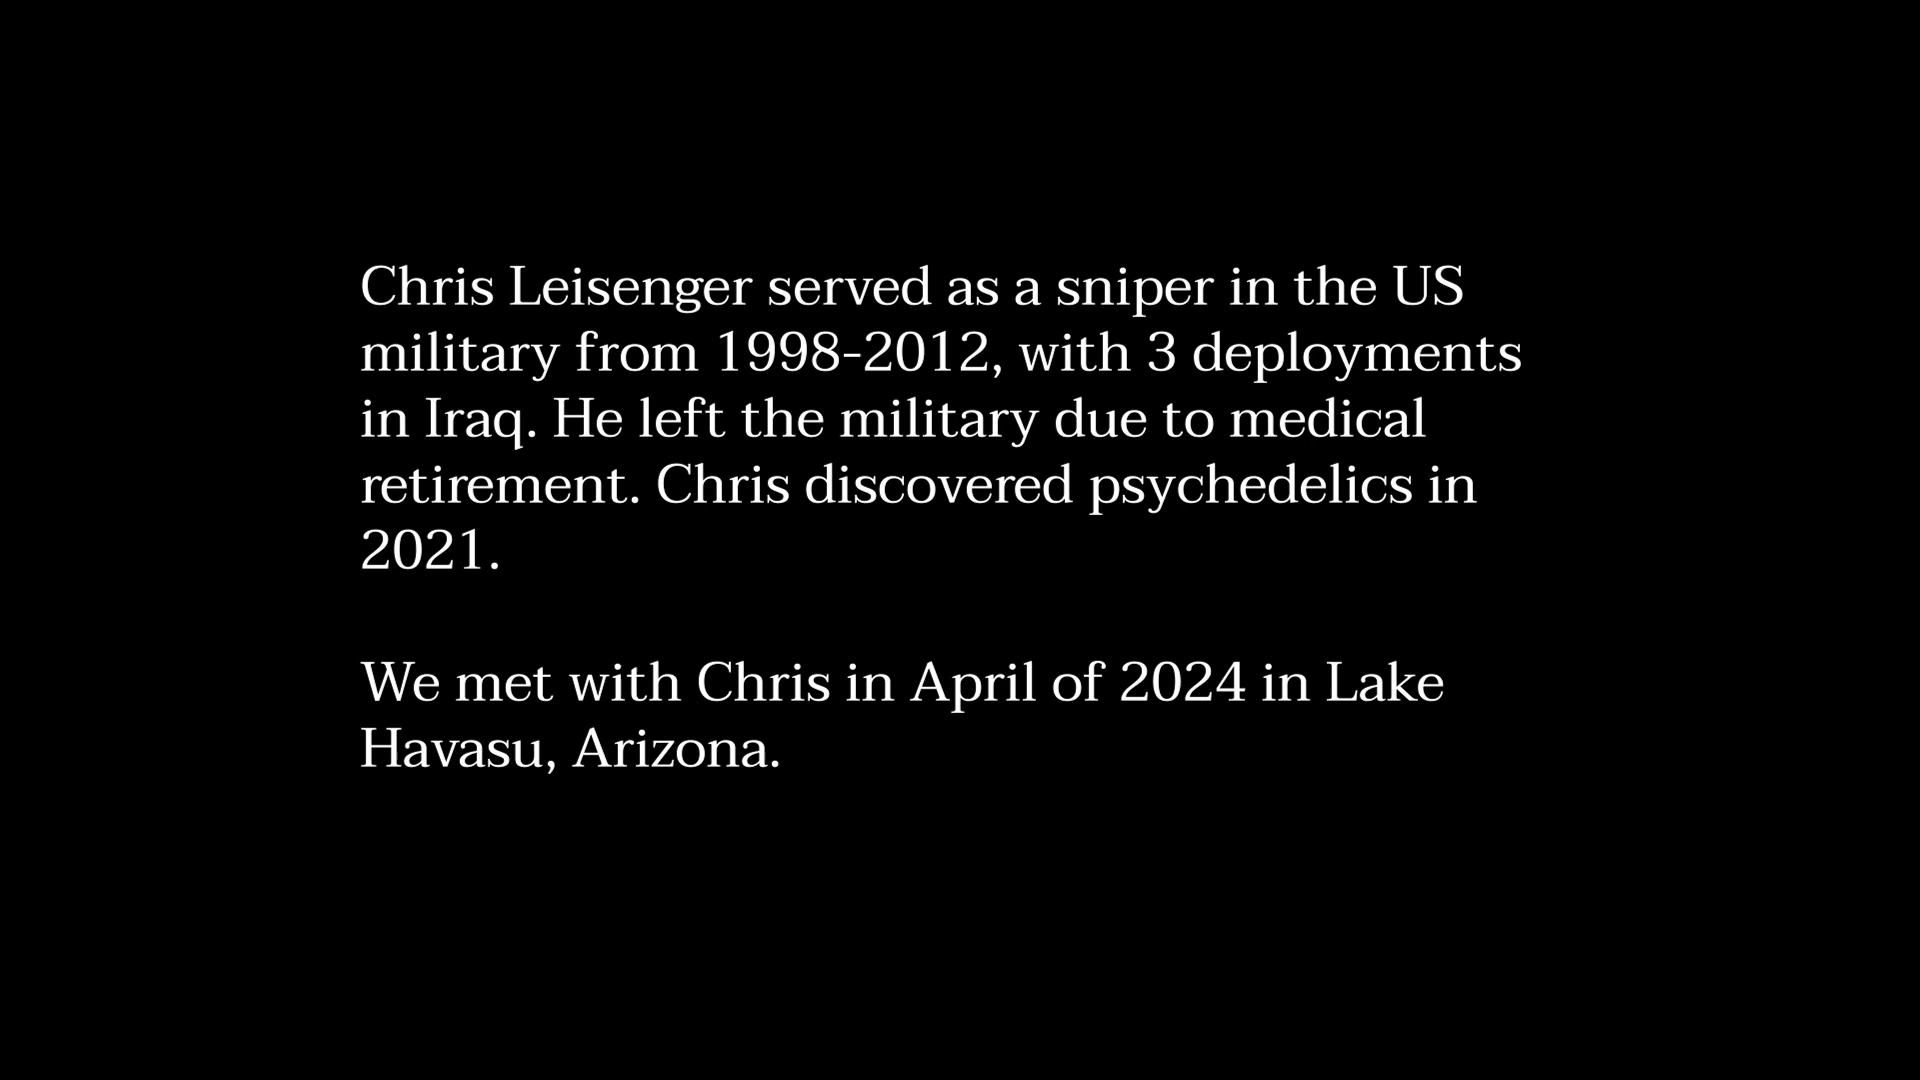 Chris Leisenger served as a sniper in the US
military from 1998-2012, with 3 deployments
in Iraq. He left the military due to medical
retirement. Chris discovered psychedelics in
2021.
We met with Chris in April of 2024 in Lake
Havasu, Arizona.